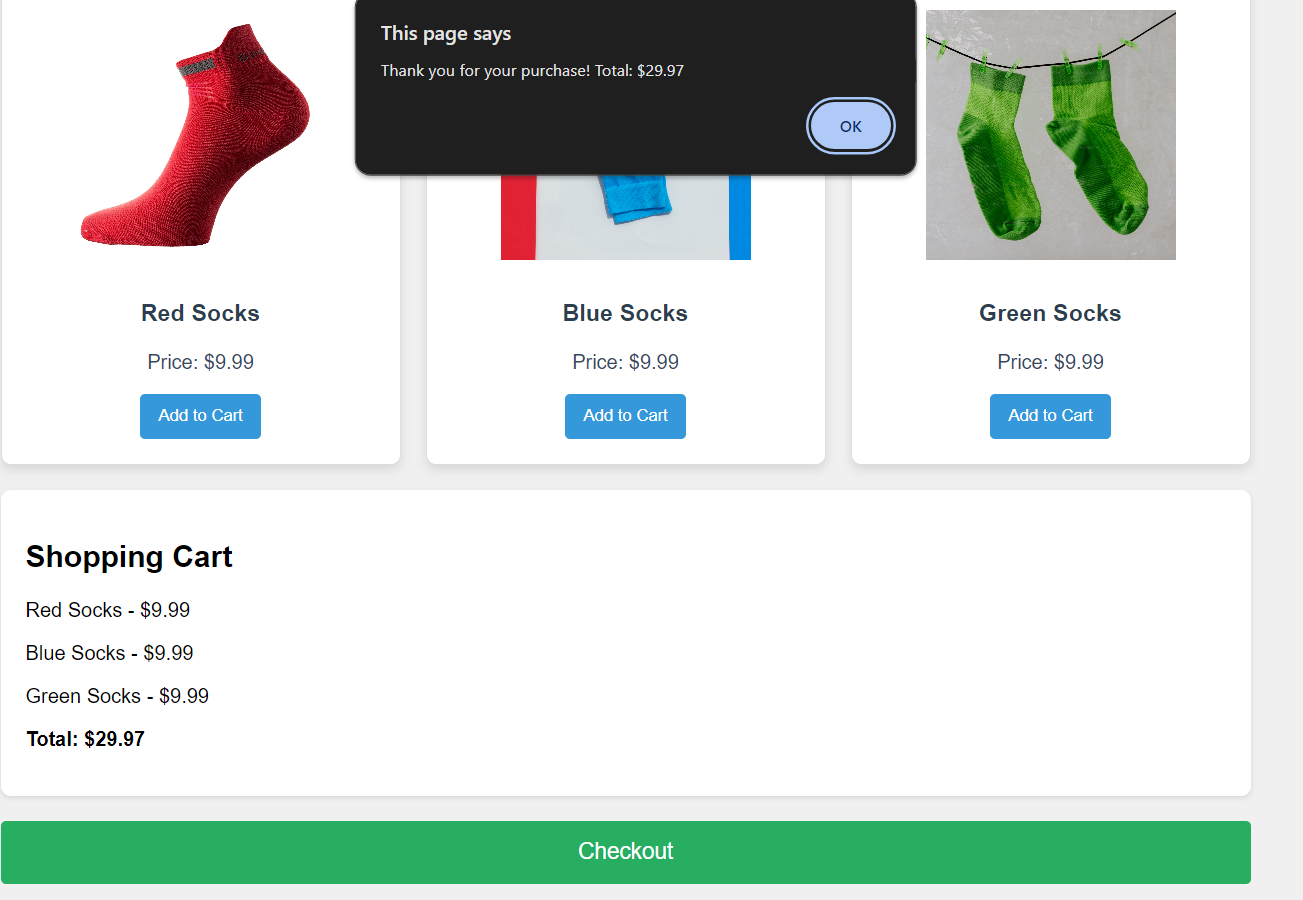 This page says
Thank you for your purchase! Total: $29.97
OK
Red Socks
Price: $9.99
Add to Cart
Blue Socks
Price: $9.99
Add to Cart
Green Socks
Price: $9.99
Add to Cart
Shopping Cart
Red Socks - $9.99
Blue Socks - $9.99
Green Socks - $9.99
Total: $29.97
Checkout